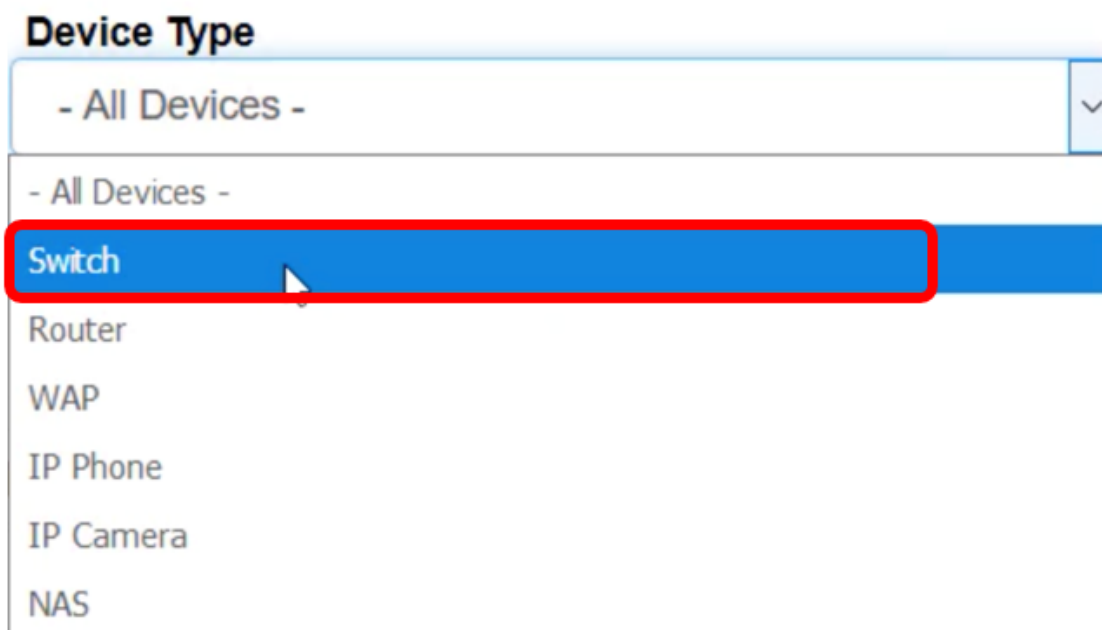 Device Type
- All Devices -
- All Devices -
Switch
Router
WAP
IP Phone
IP Camera
NAS